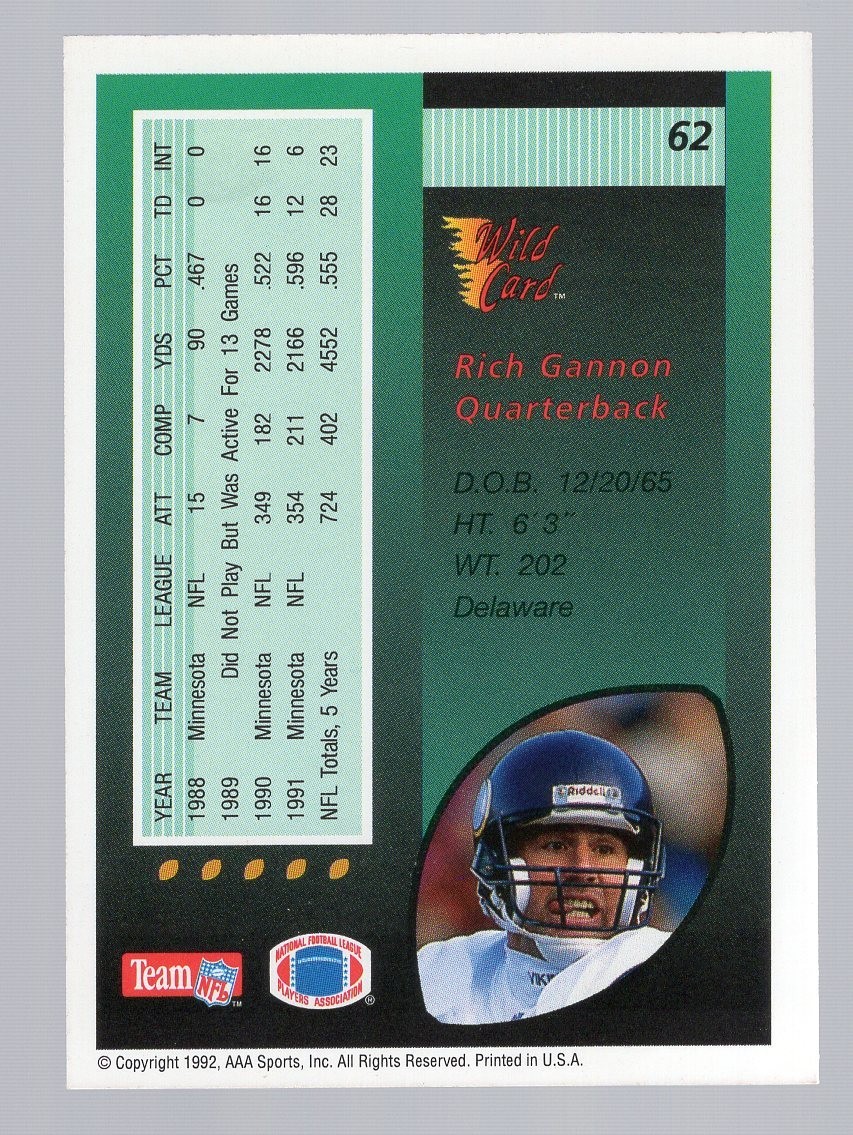 62
Wild
Card™
Rich Gannon
Quarterback
D.O.B. 12/20/65
HT. 6´3˝
WT. 202
Delaware
YEAR TEAM LEAGUE ATT COMP YDS PCT TD INT
1988 Minnesota NFL 15 7 90 .467 0 0
1989 Did Not Play But Was Active For 13 Games
1990 Minnesota NFL 349 182 2278 .522 16 16
1991 Minnesota NFL 354 211 2166 .596 12 6
NFL Totals, 5 Years 724 402 4552 .555 28 23
Riddell
VIKI
Team NFL™
NATIONAL FOOTBALL LEAGUE
PLAYERS ASSOCIATION®
© Copyright 1992, AAA Sports, Inc. All Rights Reserved. Printed in U.S.A.